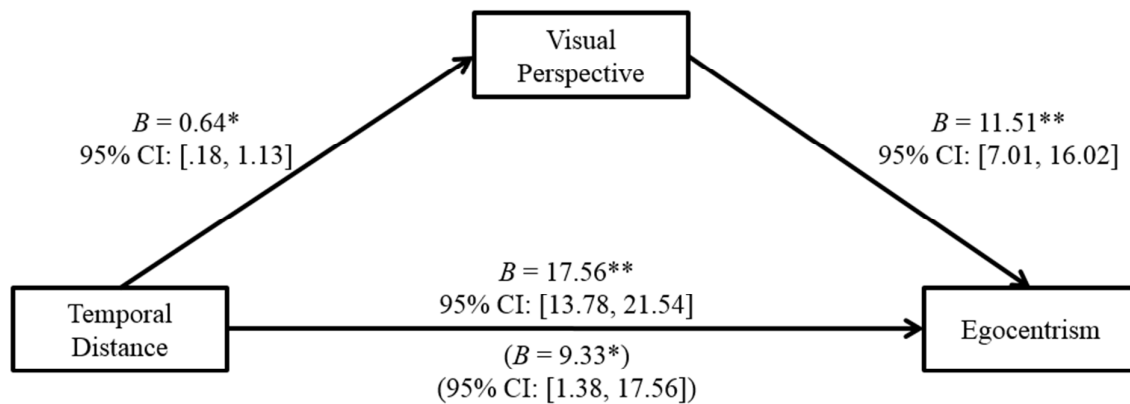 Visual
Perspective
B = 0.64*
95% CI: [.18, 1.13]
B = 11.51**
95% CI: [7.01, 16.02]
Temporal
Distance
B = 17.56**
95% CI: [13.78, 21.54]
(B = 9.33*)
(95% CI: [1.38, 17.56])
Egocentrism